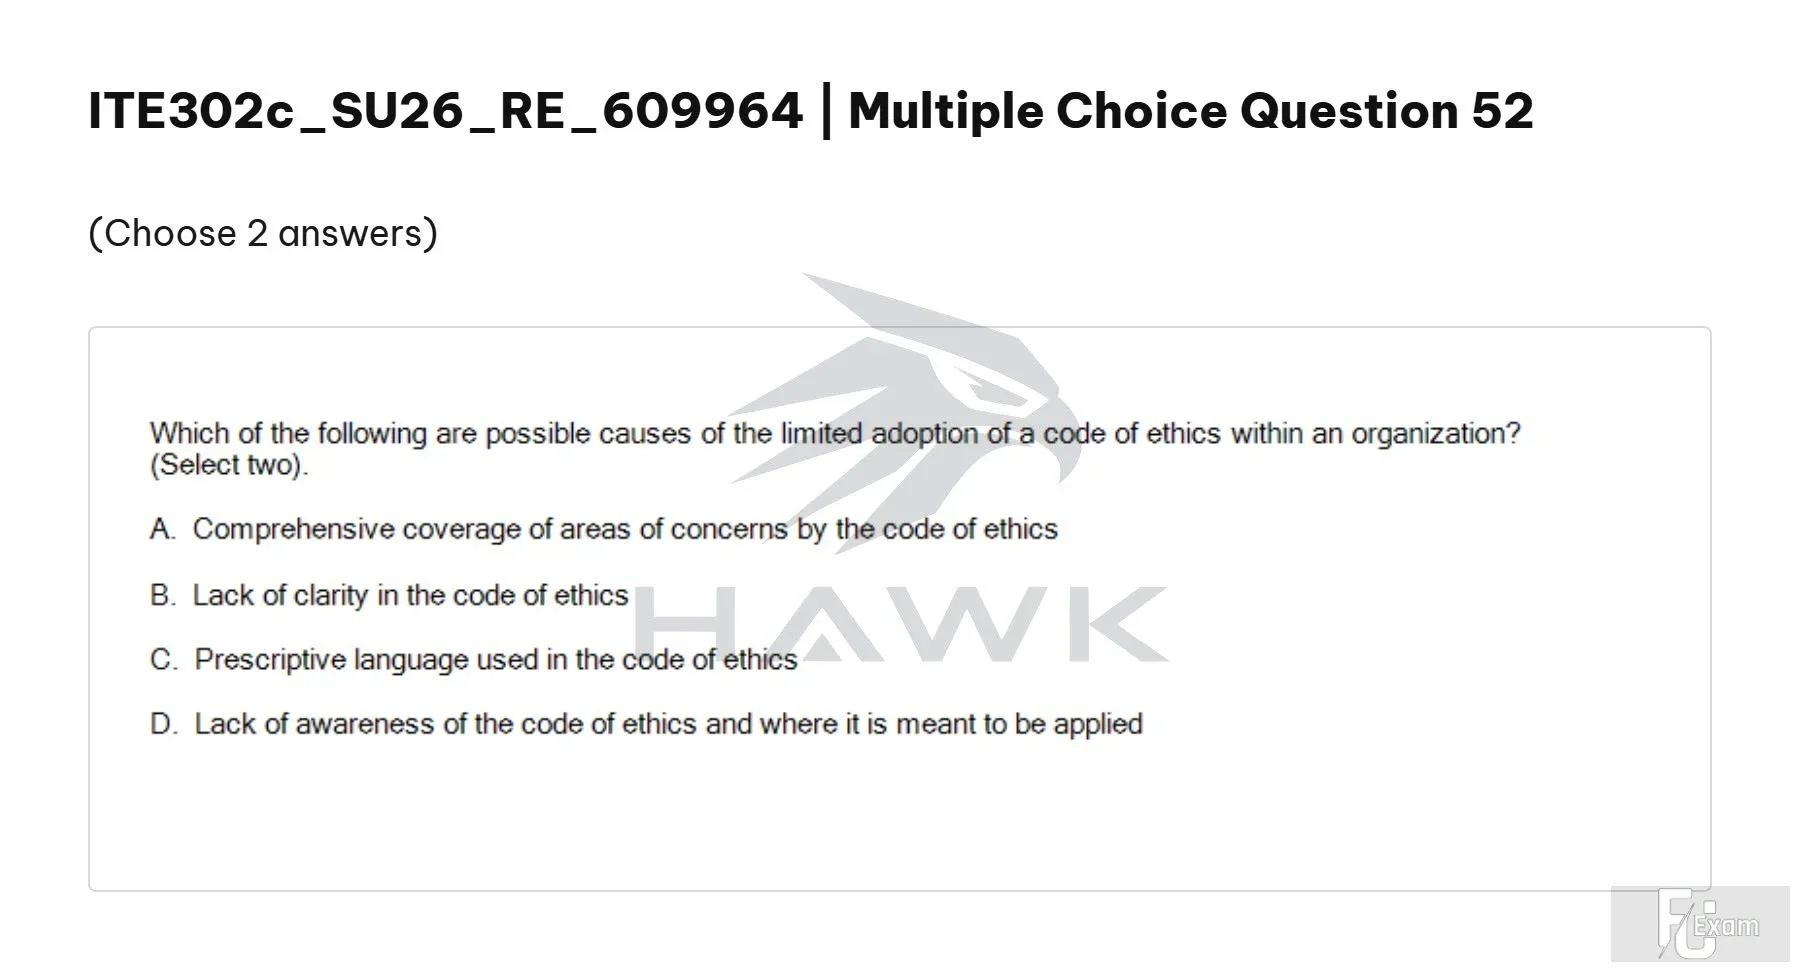 ITE302c_SU26_RE_609964 | Multiple Choice Question 52
(Choose 2 answers)
Which of the following are possible causes of the limited adoption of a code of ethics within an organization?
(Select two).
A. Comprehensive coverage of areas of concerns by the code of ethics
B. Lack of clarity in the code of ethics
HAWK
C. Prescriptive language used in the code of ethics
D. Lack of awareness of the code of ethics and where it is meant to be applied
FU Exam